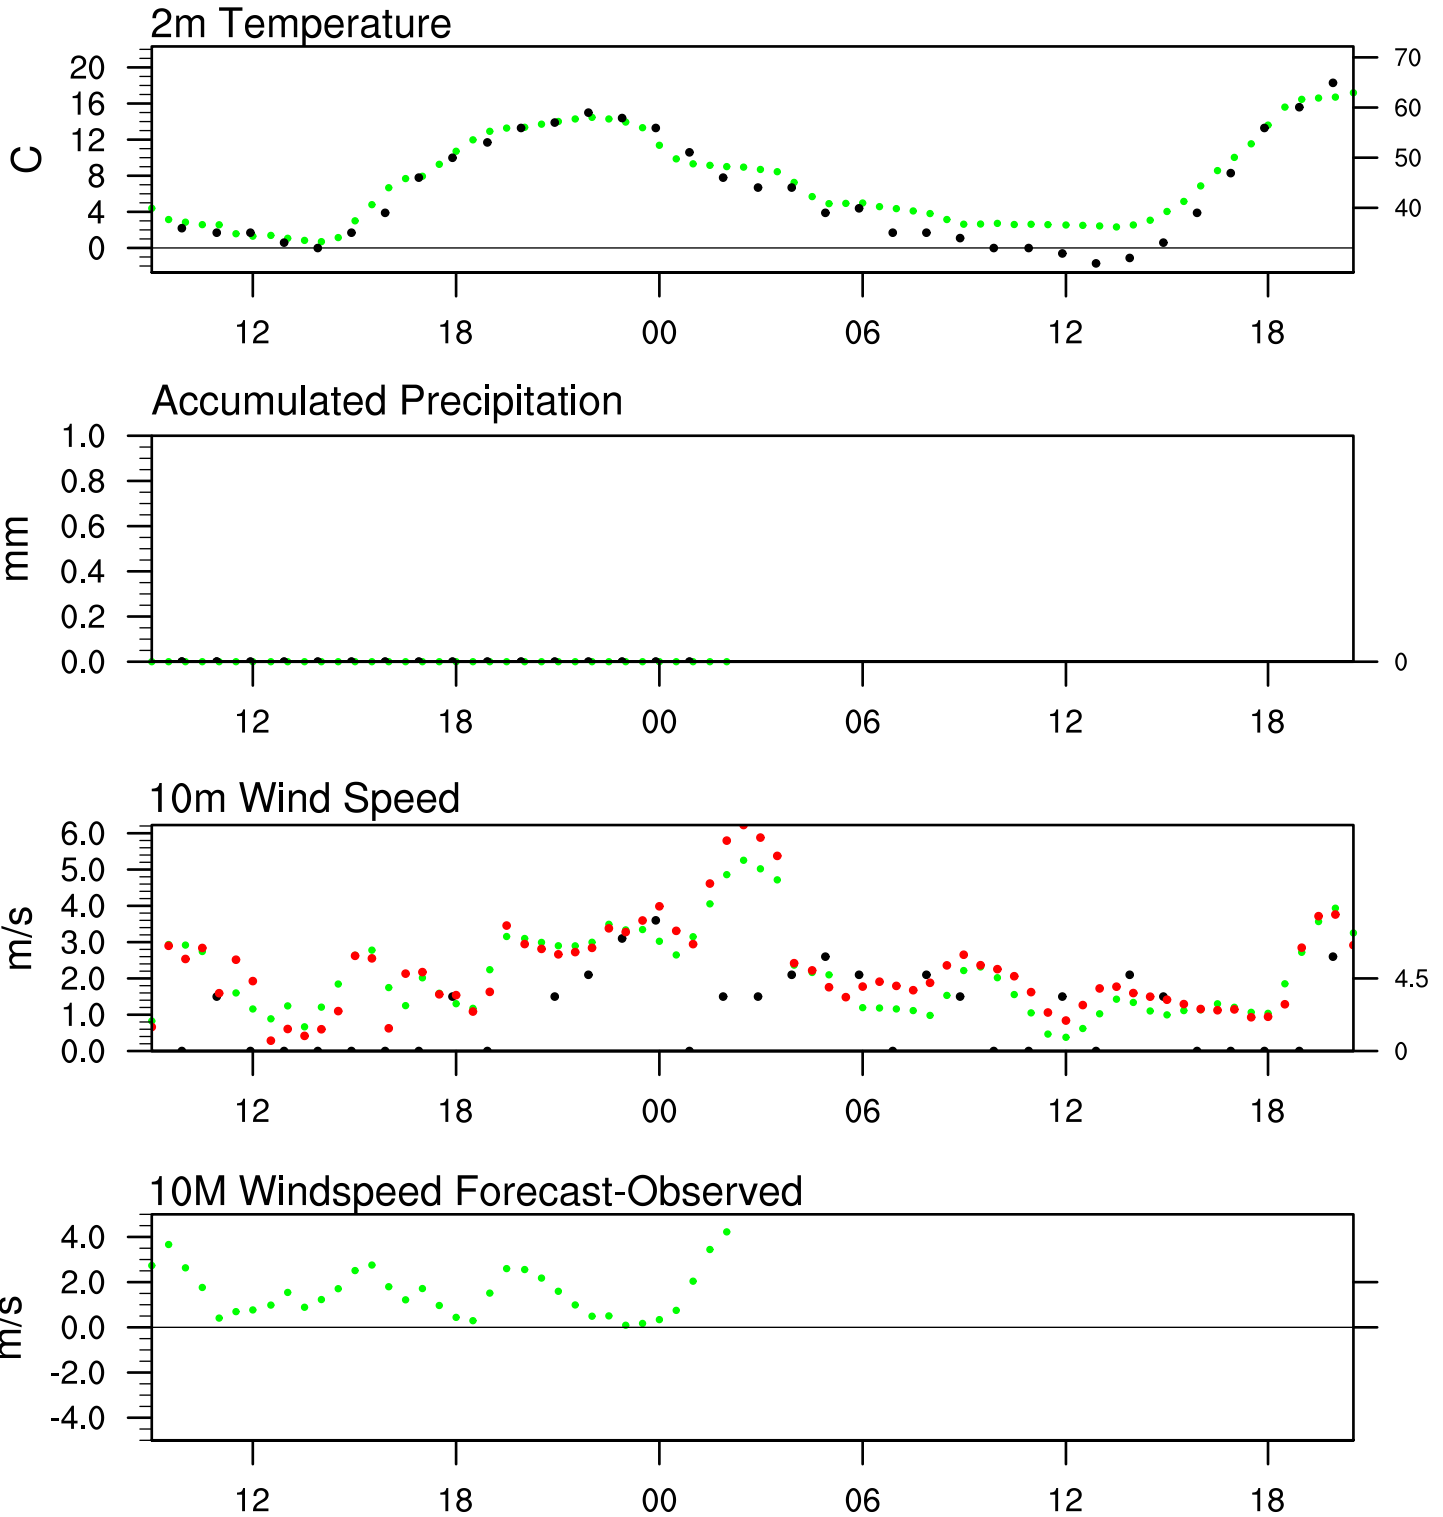 2m Temperature
20
16
12
8
4
0
C
70
60
50
40
12 18 00 06 12 18
Accumulated Precipitation
1.0
0.8
0.6
0.4
0.2
0.0
mm
0
12 18 00 06 12 18
10m Wind Speed
6.0
5.0
4.0
3.0
2.0
1.0
0.0
m/s
4.5
0
12 18 00 06 12 18
10M Windspeed Forecast-Observed
4.0
2.0
0.0
-2.0
-4.0
m/s
12 18 00 06 12 18